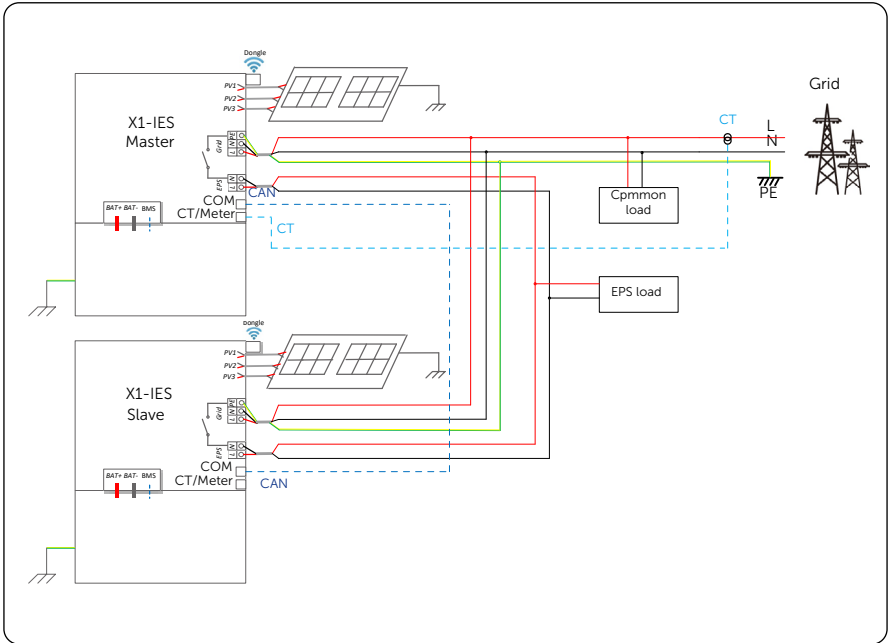 Dongle
PV1
PV2
PV3
X1-IES
Master
Grid
PE
N
L
EPS
N
L
CAN
COM
CT/Meter
CT
BAT+ BAT- BMS
CT
L
N
PE
Grid
Cpmmon
load
EPS load
Dongle
PV1
PV2
PV3
X1-IES
Slave
Grid
PE
N
L
EPS
N
L
COM
CT/Meter
CAN
BAT+ BAT- BMS